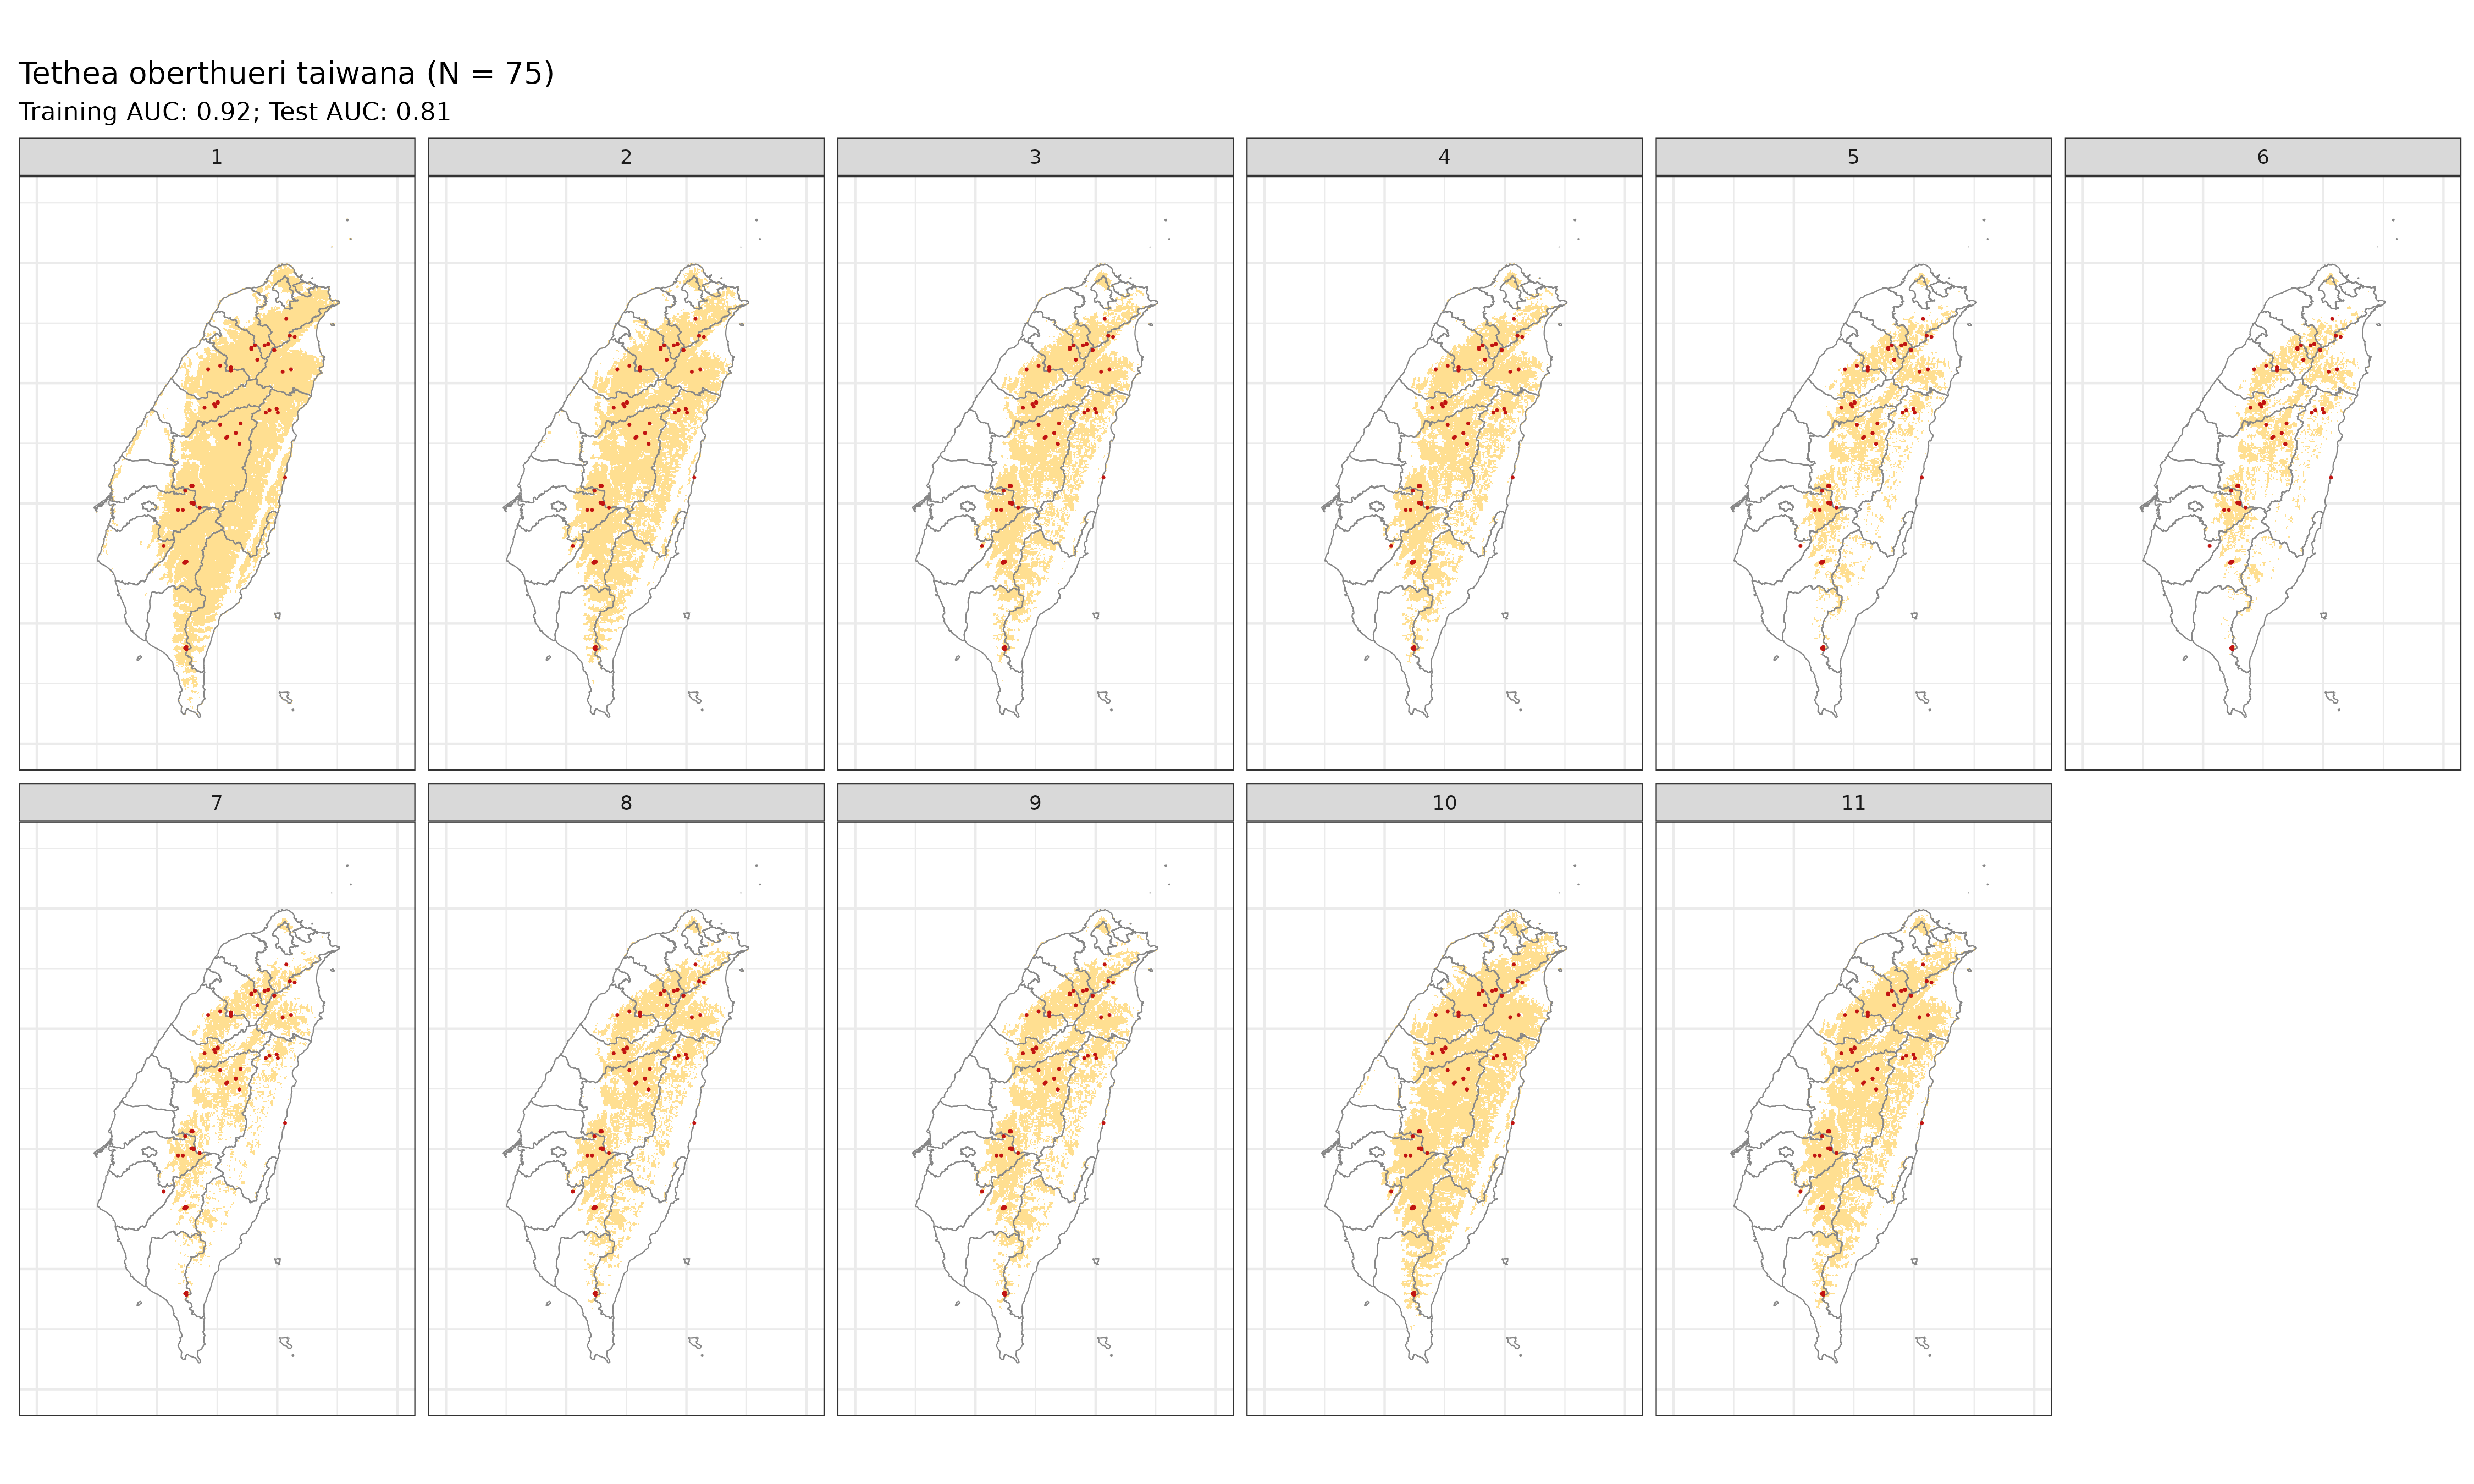 Tethea oberthueri taiwana (N = 75)
Training AUC: 0.92; Test AUC: 0.81
1 2 3 4 5 6
7 8 9 10 11